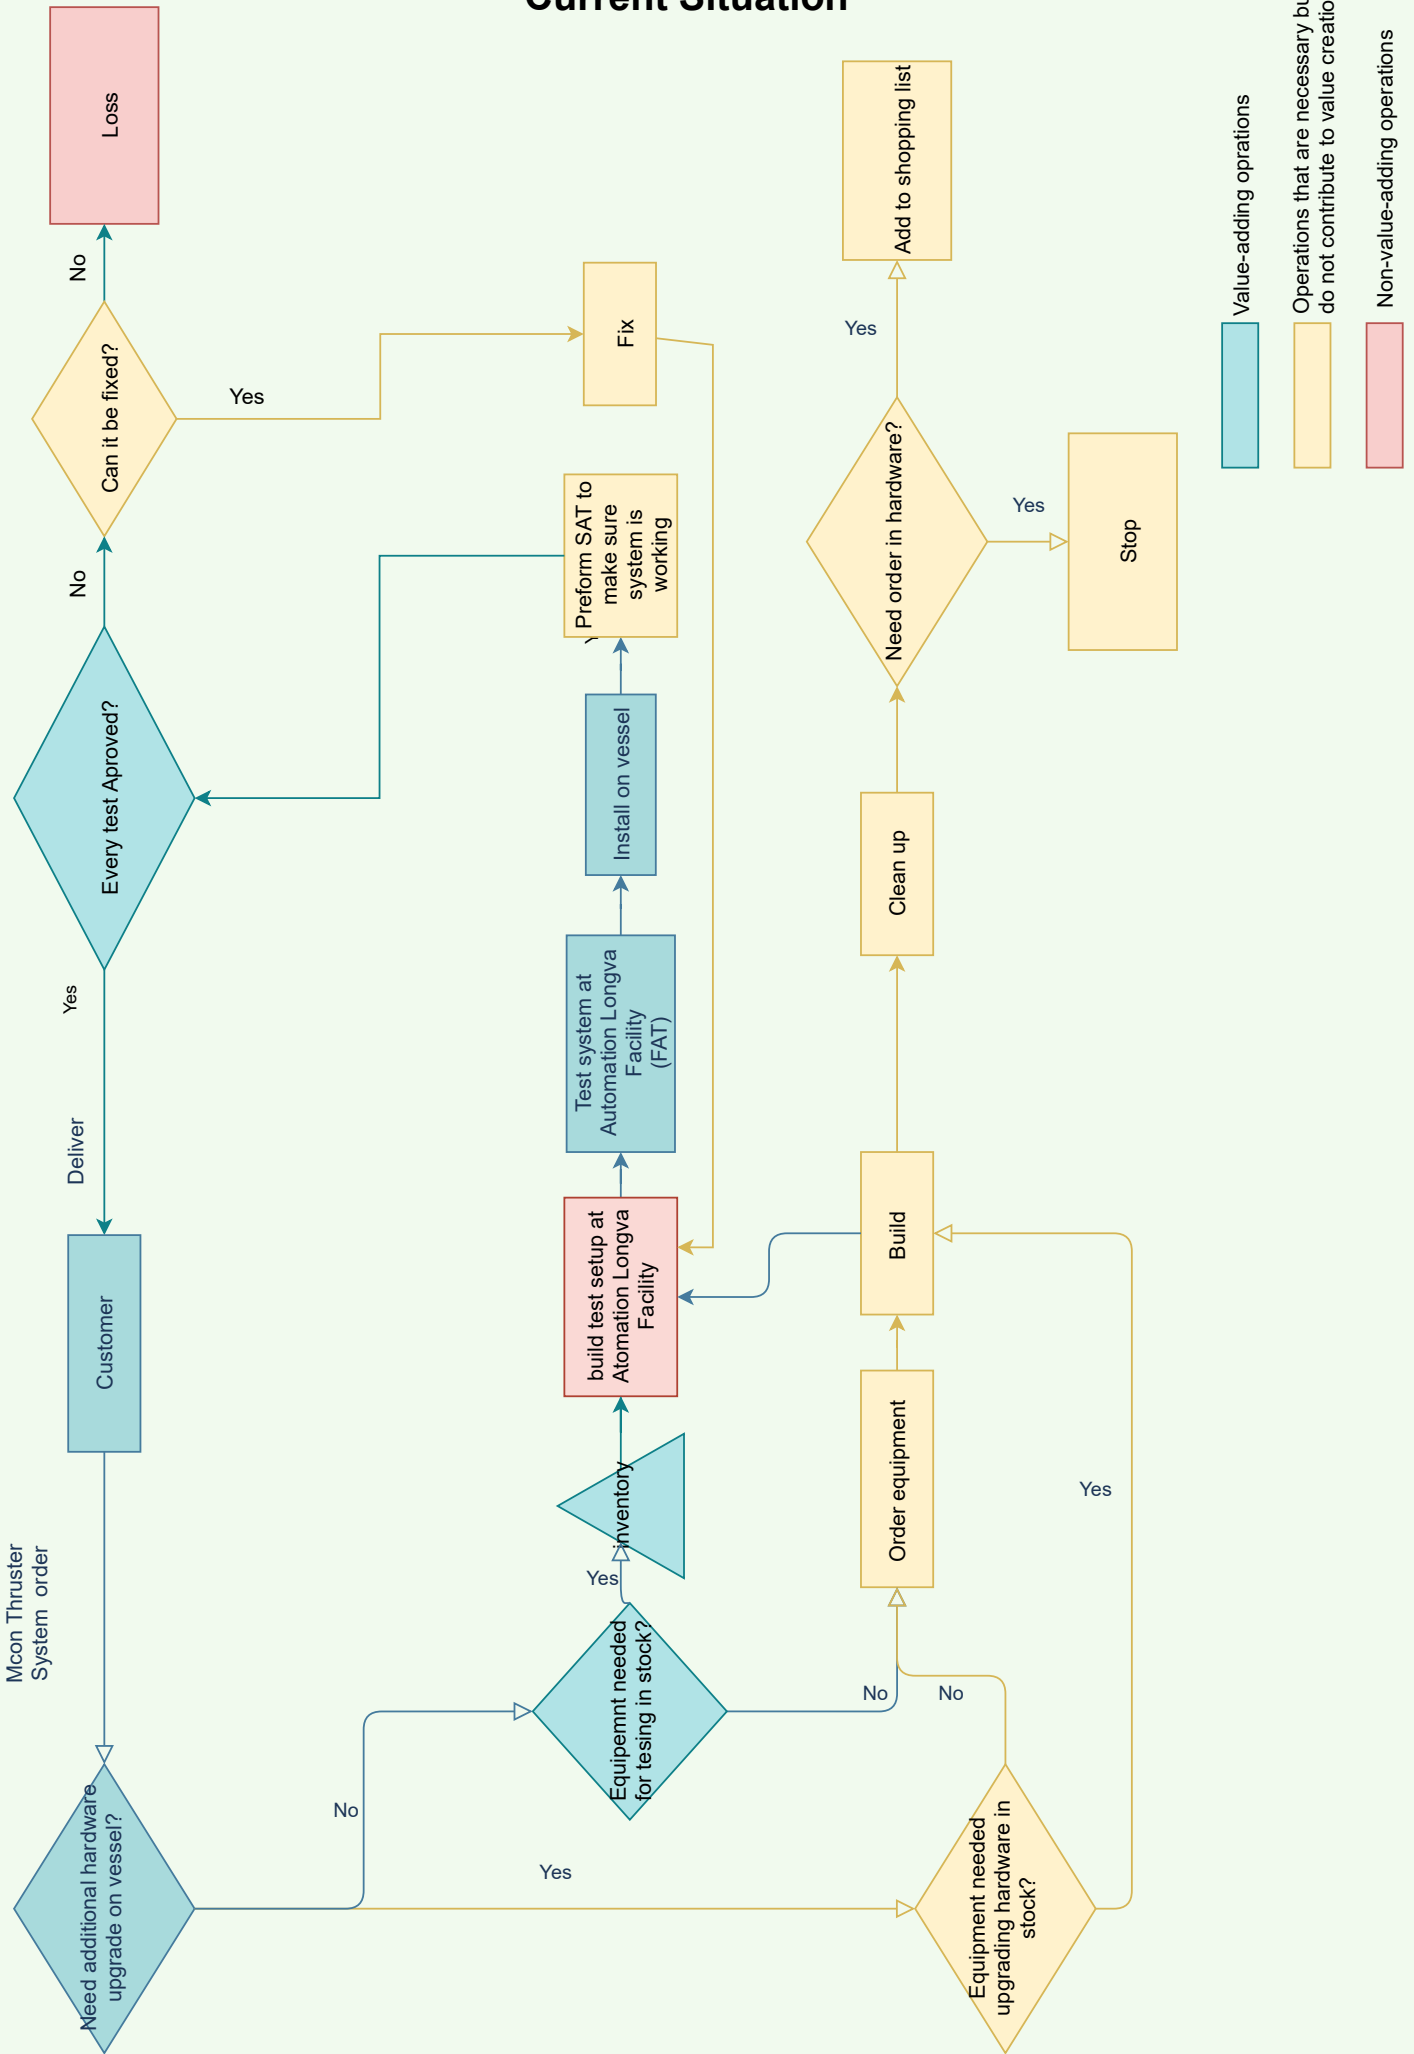 Current Situation
Loss
No
Can it be fixed?
Yes
No
Every test Aproved?
Yes
Deliver
Customer
Mcon Thruster
System order
Need additional hardware
upgrade on vessel?
No
Yes
Fix
Preform SAT to
make sure
system is
working
Y
Install on vessel
Test system at
Automation Longva
Facility
(FAT)
build test setup at
Atomation Longva
Facility
inventory
Yes
Equipemnt needed
for tesing in stock?
No
No
Add to shopping list
Yes
Need order in hardware?
Yes
Stop
Clean up
Build
Order equipment
Yes
Equipment needed
upgrading hardware in
stock?
Value-adding oprations
Operations that are necessary
do not contribute to value
Non-value-adding operations